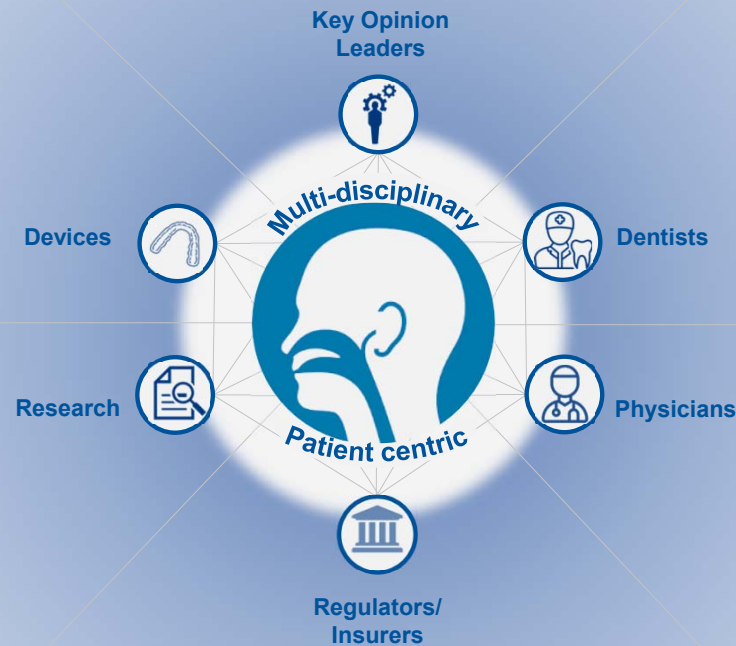 Key Opinion
Leaders
Multi-disciplinary
Devices
Dentists
Research
Physicians
Patient centric
Regulators/
Insurers